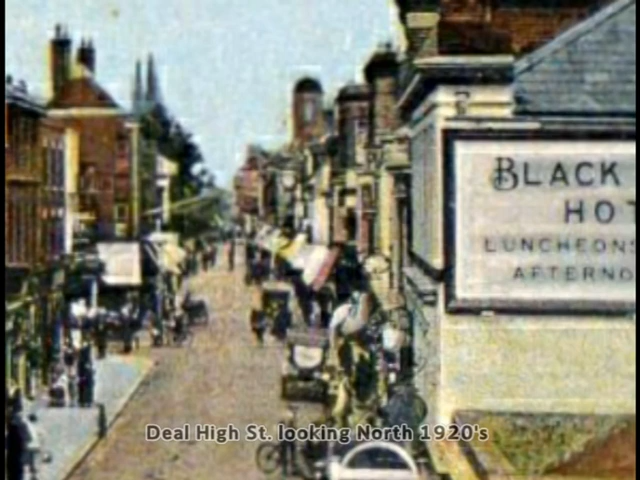 BLACK
HOT
LUNCHEONS
AFTERNO
Deal High St. looking North 1920's